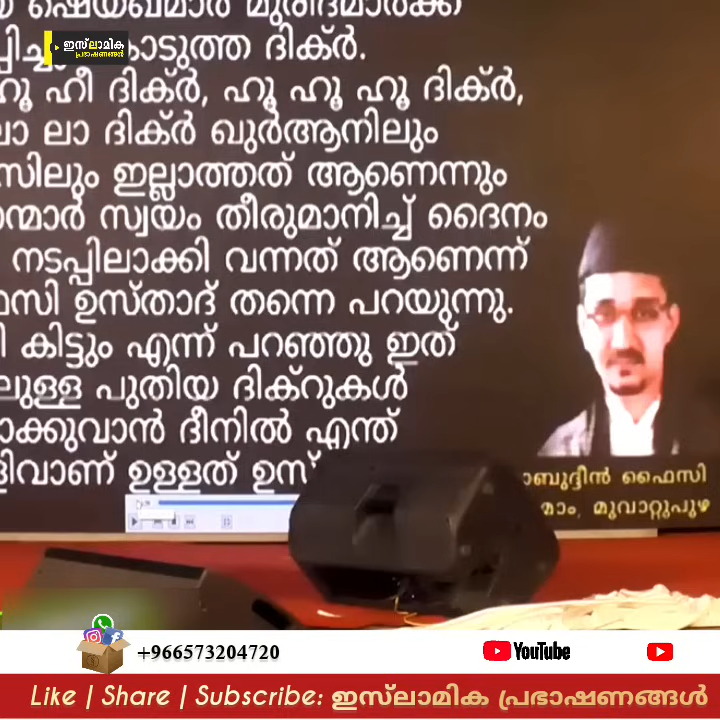 ഷെയ്ഖമാർ മുരീദ്മാർക്ക്
കൊടുത്ത ദിക്ർ.
ഹൂ ഹീ ദിക്ർ, ഹൂ ഹൂ ഹൂ ദിക്ർ,
ലാ ലാ ദിക്ർ ഖുർആനിലും
ഇല്ലാത്തത് ആണെന്നും
സ്വയം തീരുമാനിച്ച് ദൈനം
നടപ്പിലാക്കി വന്നത് ആണെന്ന്
ഉസ്താദ് തന്നെ പറയുന്നു.
കിട്ടും എന്ന് പറഞ്ഞു ഇത്
പുതിയ ദിക്റുകൾ
ദീനിൽ എന്ത്
ഉള്ളത്
ഫൈസി
മൂവാറ്റുപുഴ
ഇസ്‌ലാമിക
പ്രഭാഷണങ്ങൾ
+966573204720
YouTube
Like | Share | Subscribe: ഇസ്‌ലാമിക പ്രഭാഷണങ്ങൾ